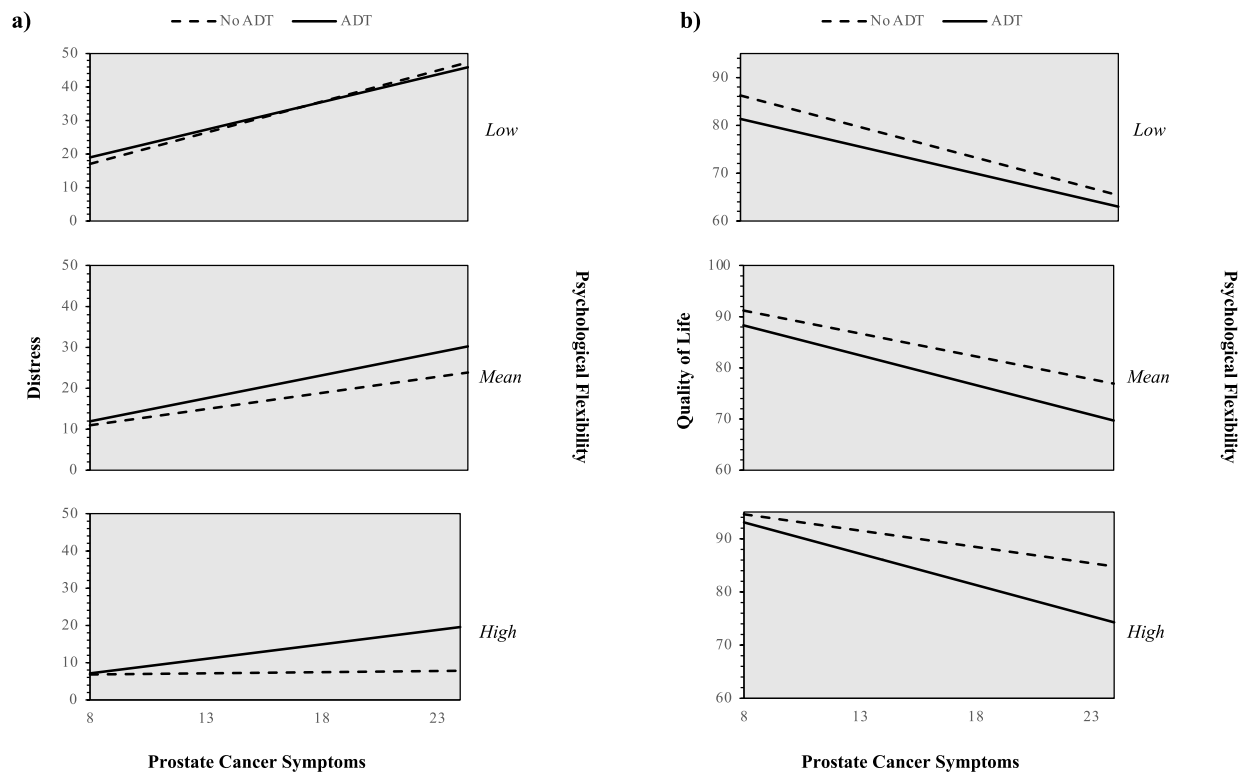 a)
No ADT
ADT
50
40
30
20
10
0
Low
50
40
30
20
10
0
Mean
50
40
30
20
10
0
High
8
13
18
23
Distress
Psychological Flexibility
Prostate Cancer Symptoms
b)
No ADT
ADT
90
80
70
60
Low
100
90
80
70
60
Mean
90
80
70
60
High
8
13
18
23
Quality of Life
Psychological Flexibility
Prostate Cancer Symptoms